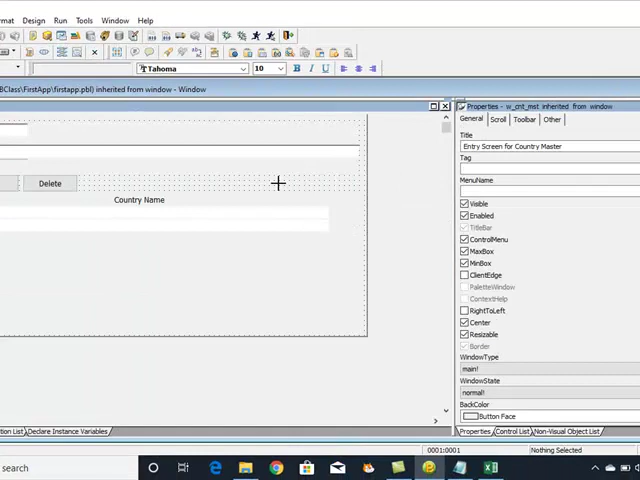 rmat Design Run Tools Window Help
Tahoma 10 B I U
BClass\FirstApp\firstapp.pbl) inherited from window - Window
Properties - w_cnt_mst inherited from window
General Scroll Toolbar Other
Title
Entry Screen for Country Master
Tag
MenuName
Delete
Country Name
Visible
Enabled
TitleBar
ControlMenu
MaxBox
MinBox
ClientEdge
PaletteWindow
ContextHelp
RightToLeft
Center
Resizable
Border
WindowType
main!
WindowState
normal!
BackColor
Button Face
tion List Declare Instance Variables
Properties Control List Non-Visual Object List
0001:0001 Nothing Selected
search